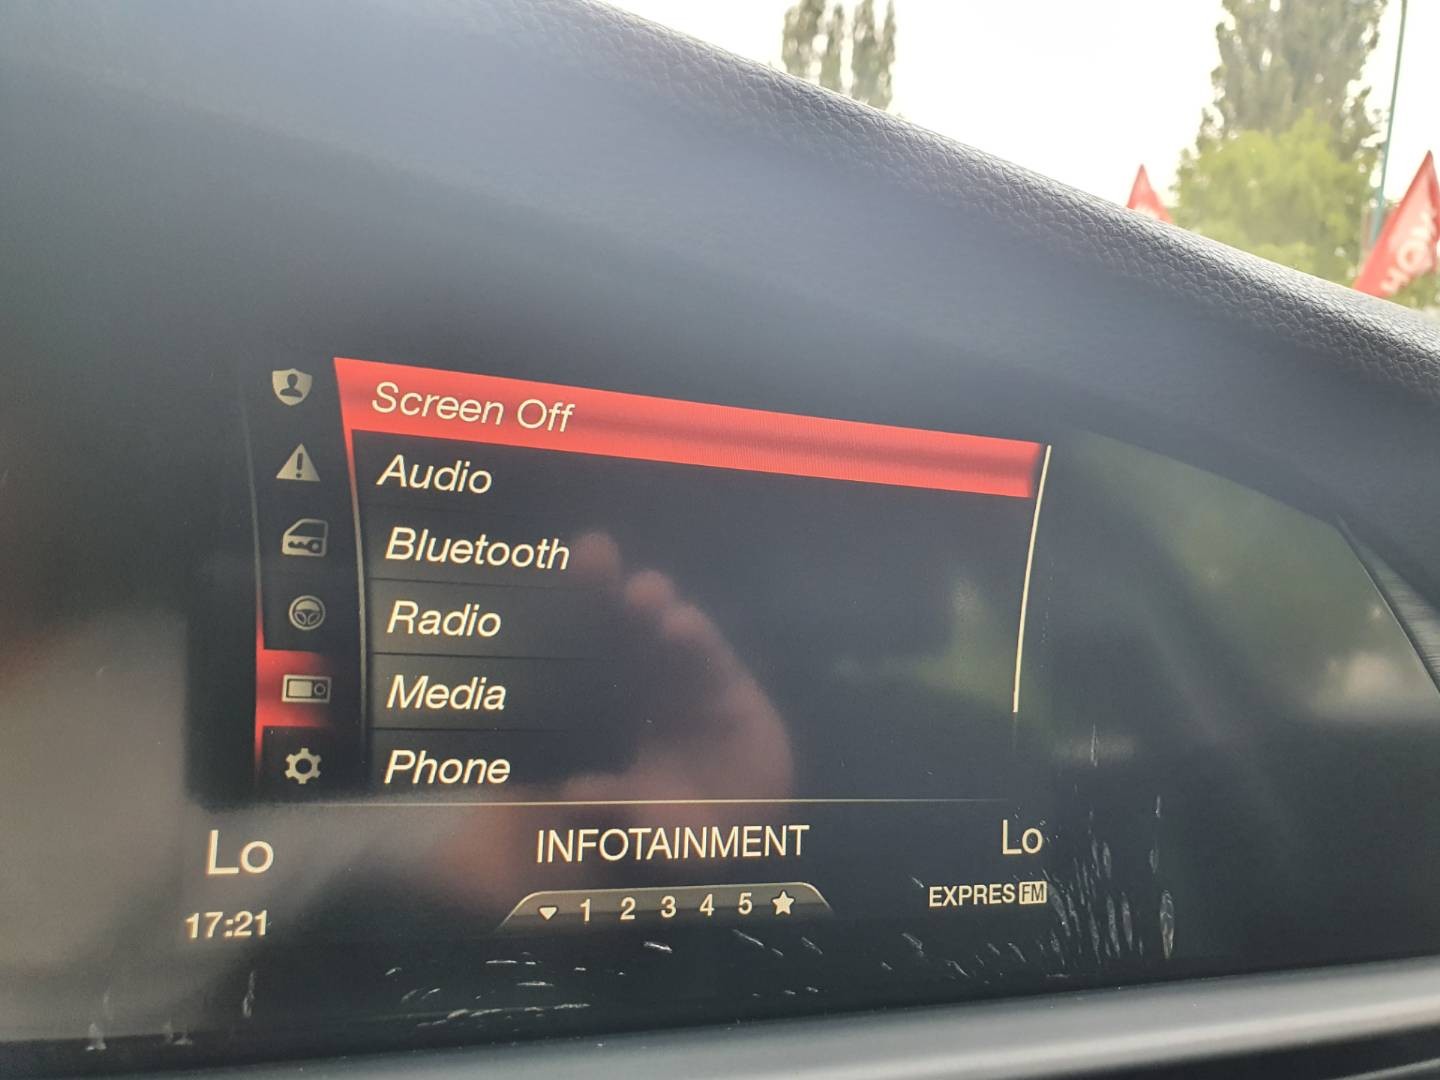 Screen Off
Audio
Bluetooth
Radio
Media
Phone
Lo
INFOTAINMENT
Lo
1 2 3 4 5
EXPRES FM
17:21